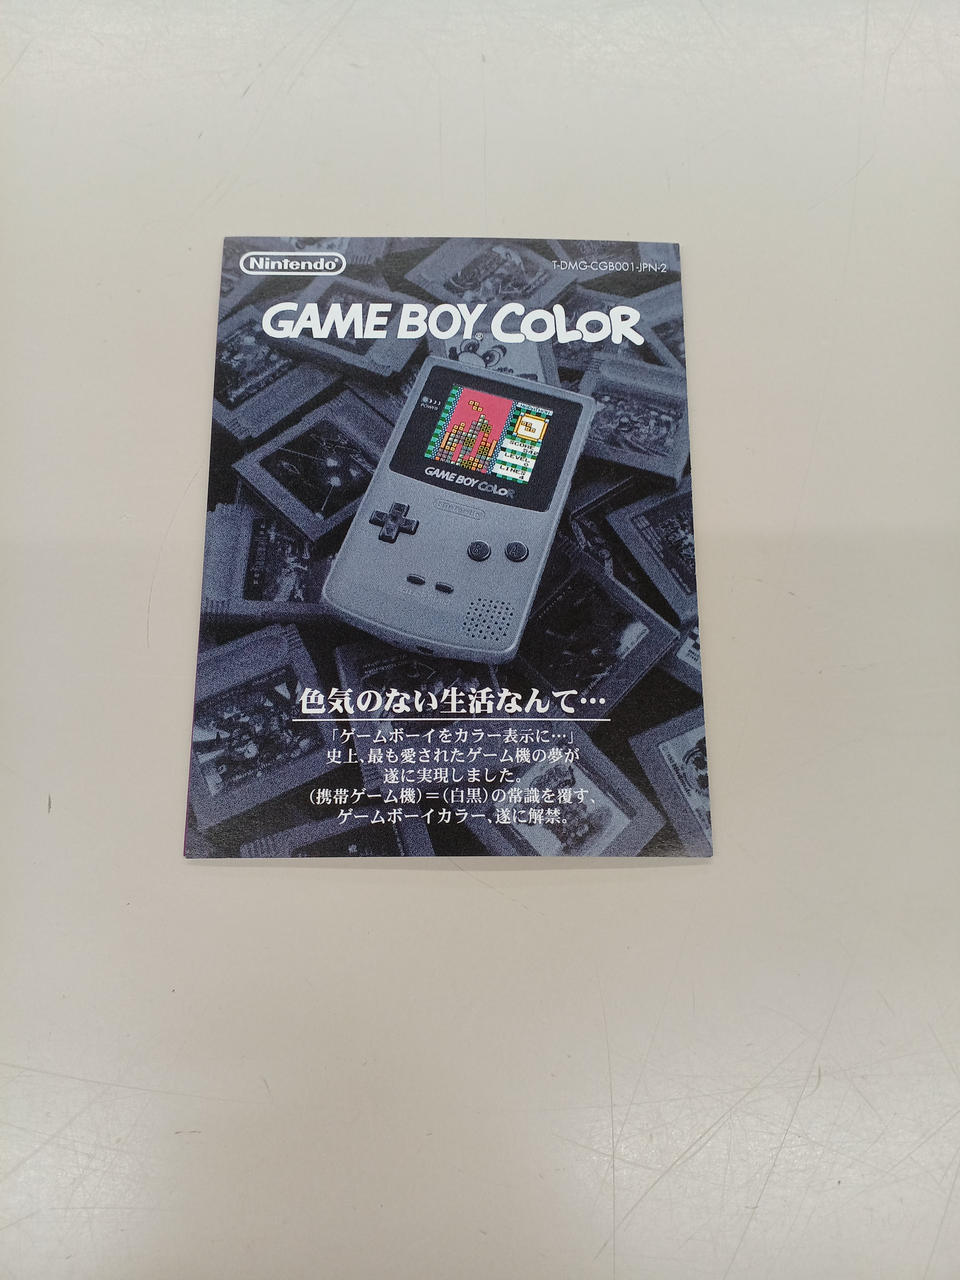 Nintendo®
T-DMG-CGB001-JPN-2
GAME BOY® COLOR
POWER
LEVEL
LINES
GAME BOY COLOR
Nintendo
色気のない生活なんて…
「ゲームボーイをカラー表示に…」
史上、最も愛されたゲーム機の夢が
遂に実現しました。
(携帯ゲーム機)=(白黒)の常識を覆す、
ゲームボーイカラー、遂に解禁。